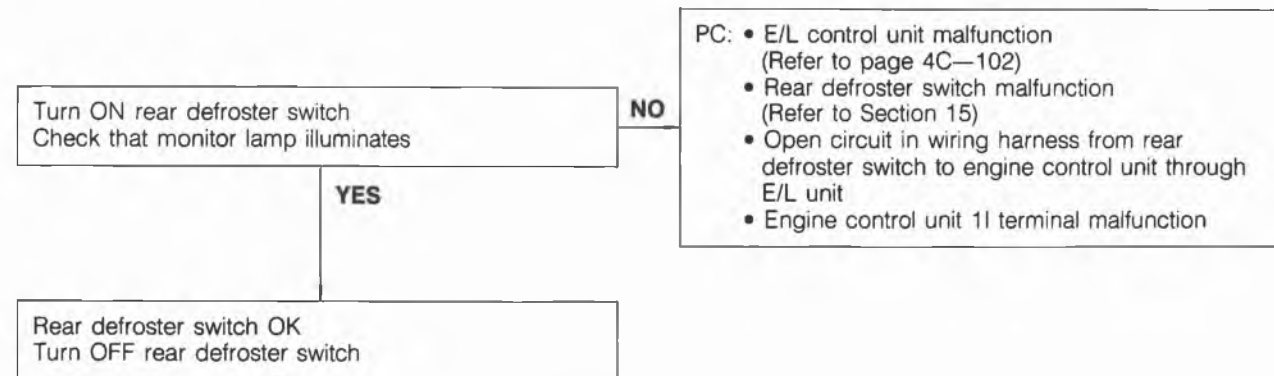 Turn ON rear defroster switch
Check that monitor lamp illuminates
NO
PC: • E/L control unit malfunction
(Refer to page 4C—102)
• Rear defroster switch malfunction
(Refer to Section 15)
• Open circuit in wiring harness from rear
defroster switch to engine control unit through
E/L unit
• Engine control unit 1I terminal malfunction
YES
Rear defroster switch OK
Turn OFF rear defroster switch